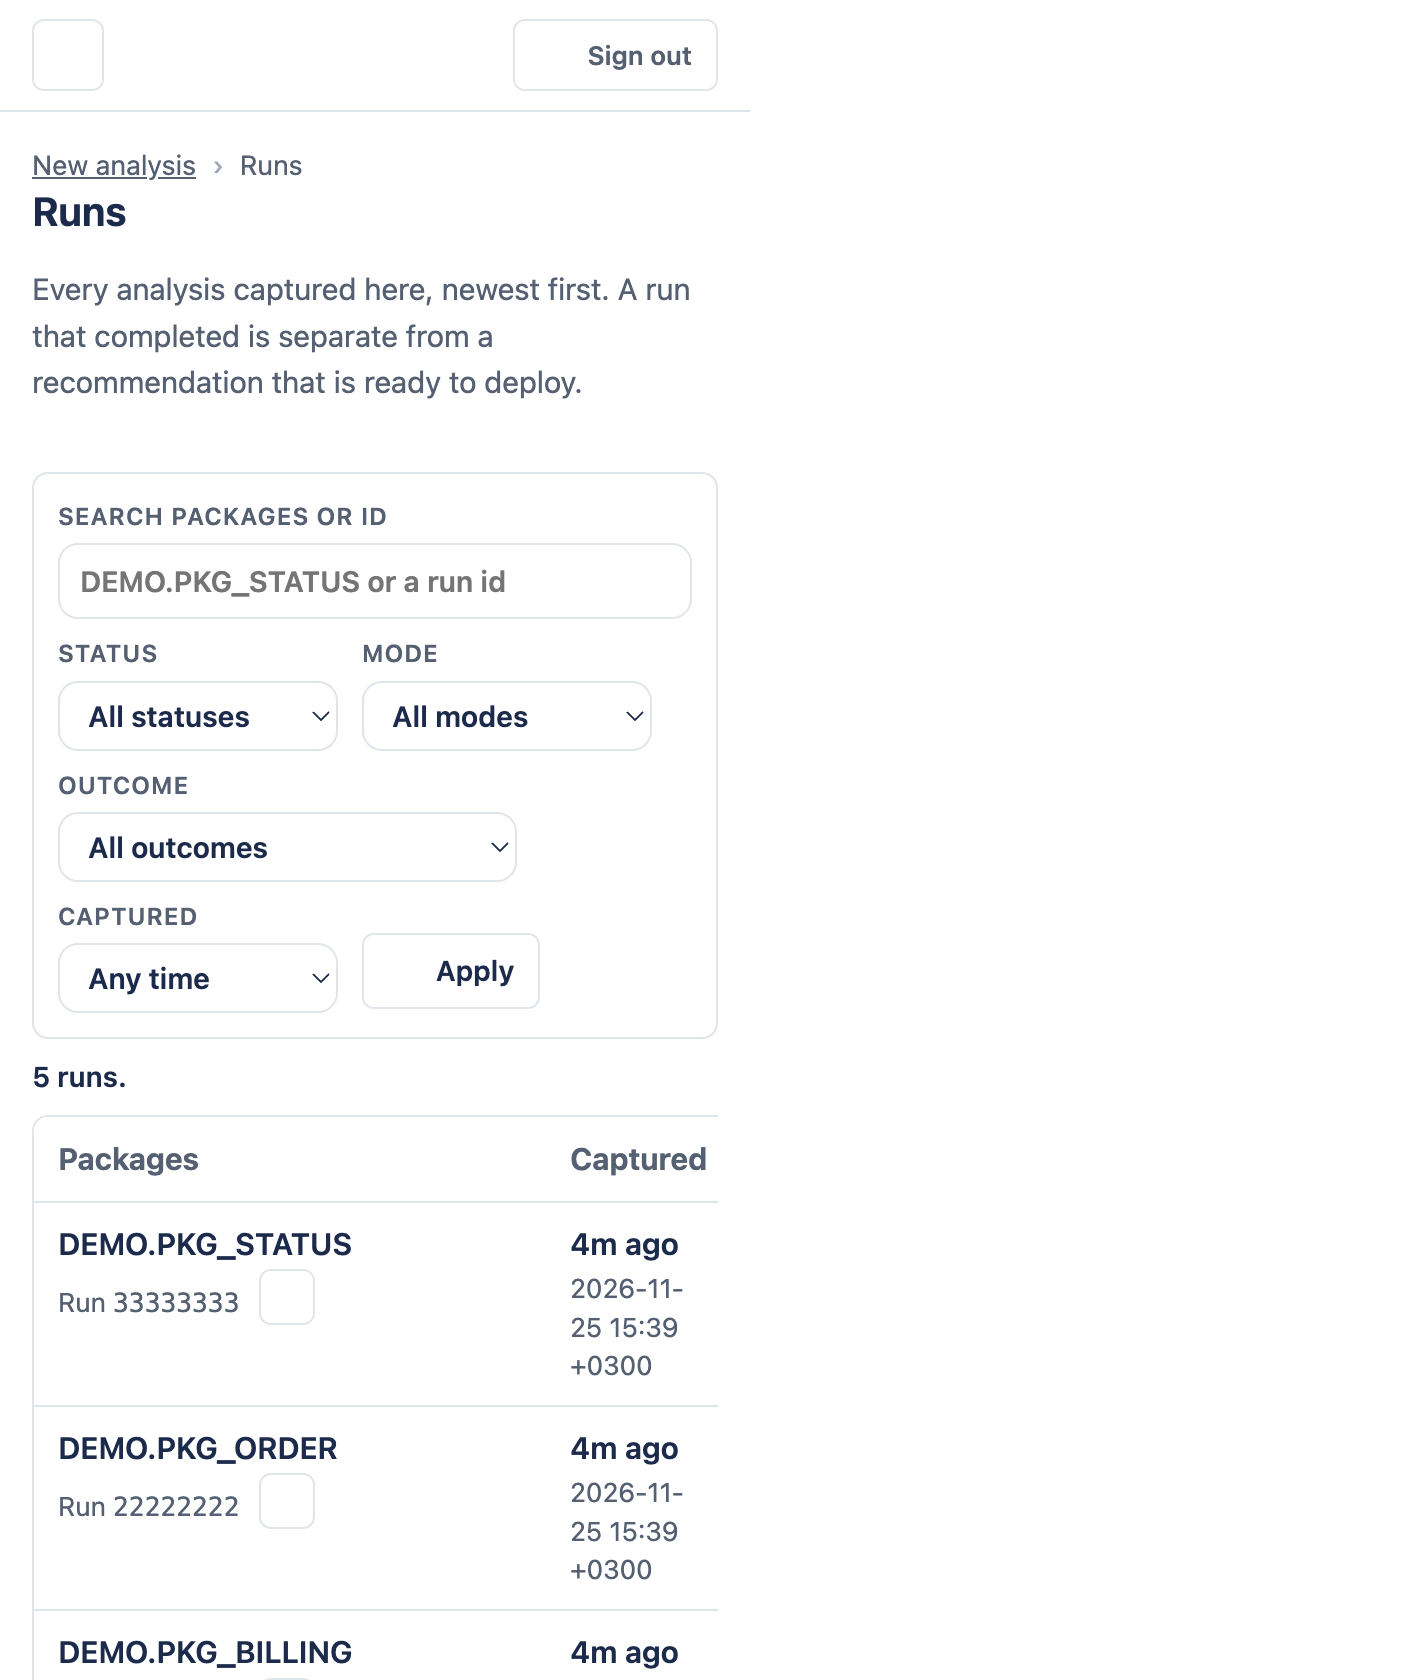 Sign out
New analysis › Runs
Runs
Every analysis captured here, newest first. A run
that completed is separate from a
recommendation that is ready to deploy.
SEARCH PACKAGES OR ID
DEMO.PKG_STATUS or a run id
STATUS MODE
All statuses All modes
OUTCOME
All outcomes
CAPTURED
Any time Apply
5 runs.
Packages Captured
DEMO.PKG_STATUS 4m ago
Run 33333333 2026-11-
25 15:39
+0300
DEMO.PKG_ORDER 4m ago
Run 22222222 2026-11-
25 15:39
+0300
DEMO.PKG_BILLING 4m ago